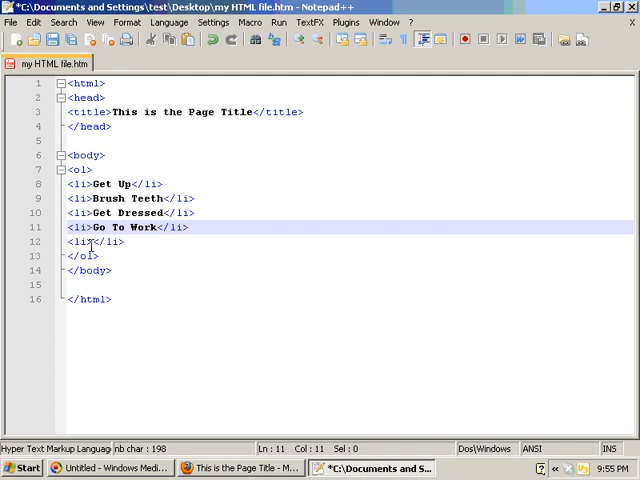 *C:\Documents and Settings\test\Desktop\my HTML file.htm - Notepad++
File Edit Search View Format Language Settings Macro Run TextFX Plugins Window ? X
my HTML file.htm
1 <html>
2 <head>
3 <title>This is the Page Title</title>
4 </head>
5
6 <body>
7 <ol>
8 <li>Get Up</li>
9 <li>Brush Teeth</li>
10 <li>Get Dressed</li>
11 <li>Go To Work</li>
12 <li></li>
13 </ol>
14 </body>
15
16 </html>
Hyper Text Markup Languag nb char : 198 Ln : 11 Col : 11 Sel : 0 Dos\Windows ANSI INS
Start Untitled - Windows Medi... This is the Page Title - M... *C:\Documents and S... 9:55 PM